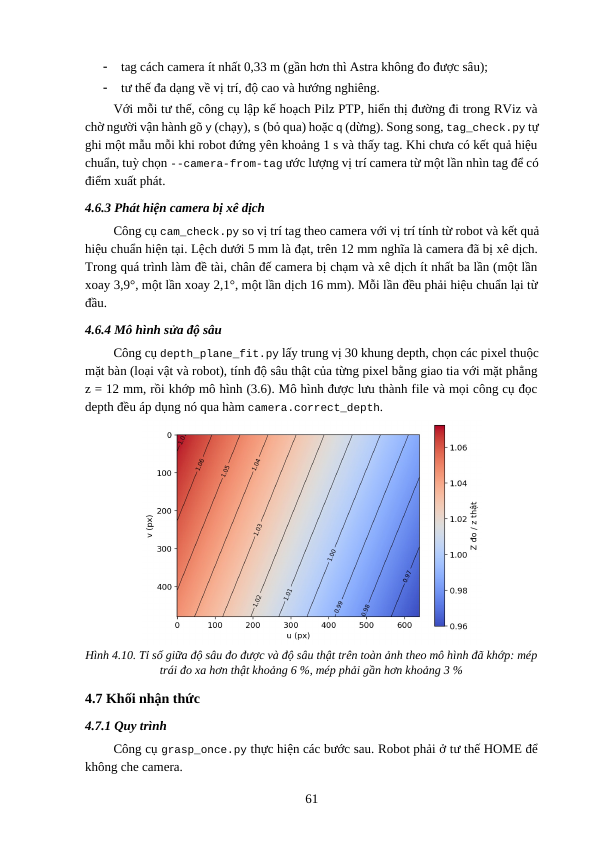 - tag cách camera ít nhất 0,33 m (gần hơn thì Astra không đo được sâu);
- tư thế đa dạng về vị trí, độ cao và hướng nghiêng.
Với mỗi tư thế, công cụ lập kế hoạch Pilz PTP, hiển thị đường đi trong RViz và
chờ người vận hành gõ y (chạy), s (bỏ qua) hoặc q (dừng). Song song, tag_check.py tự
ghi một mẫu mỗi khi robot đứng yên khoảng 1 s và thấy tag. Khi chưa có kết quả hiệu
chuẩn, tuỳ chọn --camera-from-tag ước lượng vị trí camera từ một lần nhìn tag để có
điểm xuất phát.
4.6.3 Phát hiện camera bị xê dịch
Công cụ cam_check.py so vị trí tag theo camera với vị trí tính từ robot và kết quả
hiệu chuẩn hiện tại. Lệch dưới 5 mm là đạt, trên 12 mm nghĩa là camera đã bị xê dịch.
Trong quá trình làm đề tài, chân đế camera bị chạm và xê dịch ít nhất ba lần (một lần
xoay 3,9°, một lần xoay 2,1°, một lần dịch 16 mm). Mỗi lần đều phải hiệu chuẩn lại từ
đầu.
4.6.4 Mô hình sửa độ sâu
Công cụ depth_plane_fit.py lấy trung vị 30 khung depth, chọn các pixel thuộc
mặt bàn (loại vật và robot), tính độ sâu thật của từng pixel bằng giao tia với mặt phẳng
z = 12 mm, rồi khớp mô hình (3.6). Mô hình được lưu thành file và mọi công cụ đọc
depth đều áp dụng nó qua hàm camera.correct_depth.
0
100
200
300
400
v (px)
1.06
1.05
1.04
1.03
1.02
1.01
1.00
0.99
0.98
0.97
0 100 200 300 400 500 600
u (px)
1.06
1.04
1.02
1.00
0.98
0.96
Z đo / z thật
Hình 4.10. Tỉ số giữa độ sâu đo được và độ sâu thật trên toàn ảnh theo mô hình đã khớp: mép
trái đo xa hơn thật khoảng 6 %, mép phải gần hơn khoảng 3 %
4.7 Khối nhận thức
4.7.1 Quy trình
Công cụ grasp_once.py thực hiện các bước sau. Robot phải ở tư thế HOME để
không che camera.
61